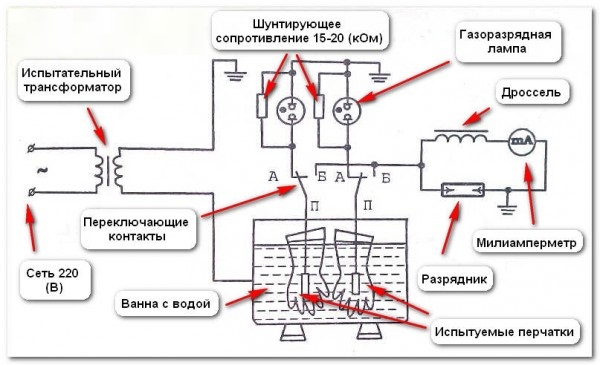 Шунтирующее
сопротивление 15-20 (кОм)
Газоразрядная
лампа
Испытательный
трансформатор
Дроссель
mA
~
А
Б
А
Б
П
П
Переключающие
контакты
Милиамперметр
Сеть 220
(В)
Ванна с водой
Разрядник
Испытуемые перчатки